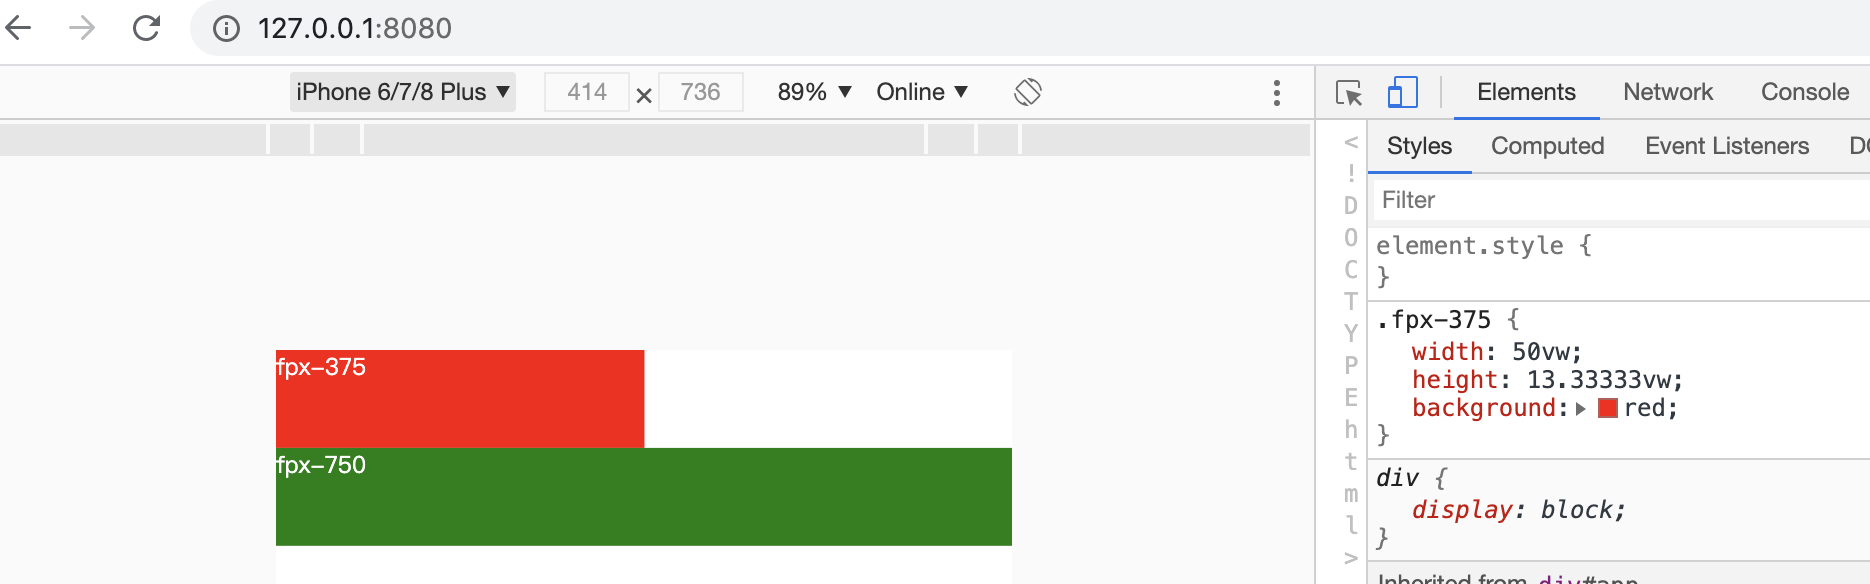 127.0.0.1:8080
iPhone 6/7/8 Plus ▼ 414 × 736 89% ▼ Online ▼
Elements Network Console
Styles Computed Event Listeners
Filter
element.style {
}
.fpx-375 {
width: 50vw;
height: 13.33333vw;
background: red;
}
div {
display: block;
}
Inherited from div#app
<!DOCTYPE html>
fpx-375
fpx-750